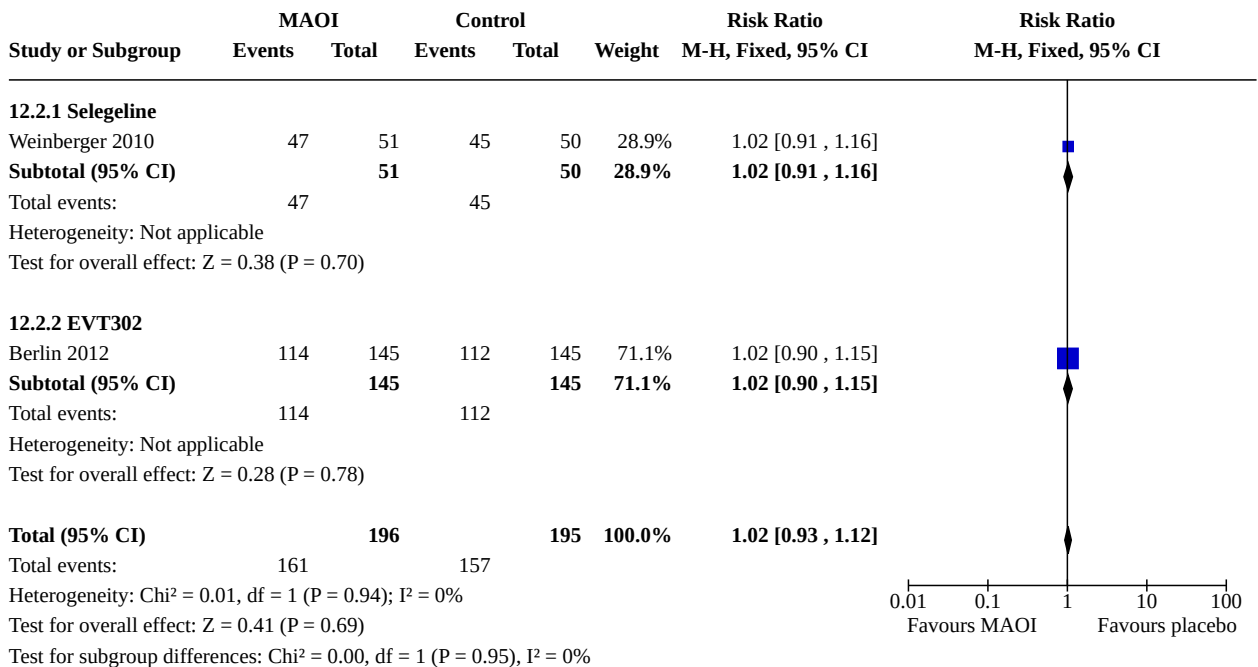 MAOI Control Risk Ratio Risk Ratio
Study or Subgroup Events Total Events Total Weight M-H, Fixed, 95% CI M-H, Fixed, 95% CI
12.2.1 Selegeline
Weinberger 2010 47 51 45 50 28.9% 1.02 [0.91 , 1.16]
Subtotal (95% CI) 51 50 28.9% 1.02 [0.91 , 1.16]
Total events: 47 45
Heterogeneity: Not applicable
Test for overall effect: Z = 0.38 (P = 0.70)
12.2.2 EVT302
Berlin 2012 114 145 112 145 71.1% 1.02 [0.90 , 1.15]
Subtotal (95% CI) 145 145 71.1% 1.02 [0.90 , 1.15]
Total events: 114 112
Heterogeneity: Not applicable
Test for overall effect: Z = 0.28 (P = 0.78)
Total (95% CI) 196 195 100.0% 1.02 [0.93 , 1.12]
Total events: 161 157
Heterogeneity: Chi² = 0.01, df = 1 (P = 0.94); I² = 0%
Test for overall effect: Z = 0.41 (P = 0.69)
Test for subgroup differences: Chi² = 0.00, df = 1 (P = 0.95), I² = 0%
0.01 0.1 1 10 100
Favours MAOI Favours placebo